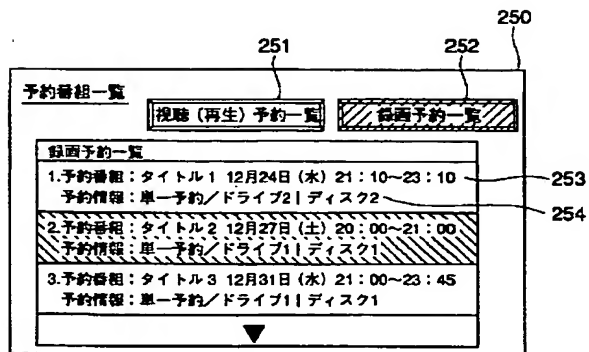 250
251
252
予約番組一覧
視聴（再生）予約一覧
録画予約一覧
録画予約一覧
1.予約番組：タイトル1 12月24日（水）21：10～23：10
253
予約情報：単一予約／ドライブ2|ディスク2
254
2.予約番組：タイトル2 12月27日（土）20：00～21：00
予約情報：単一予約／ドライブ1|ディスク1
3.予約番組：タイトル3 12月31日（水）21：00～23：45
予約情報：単一予約／ドライブ1|ディスク1